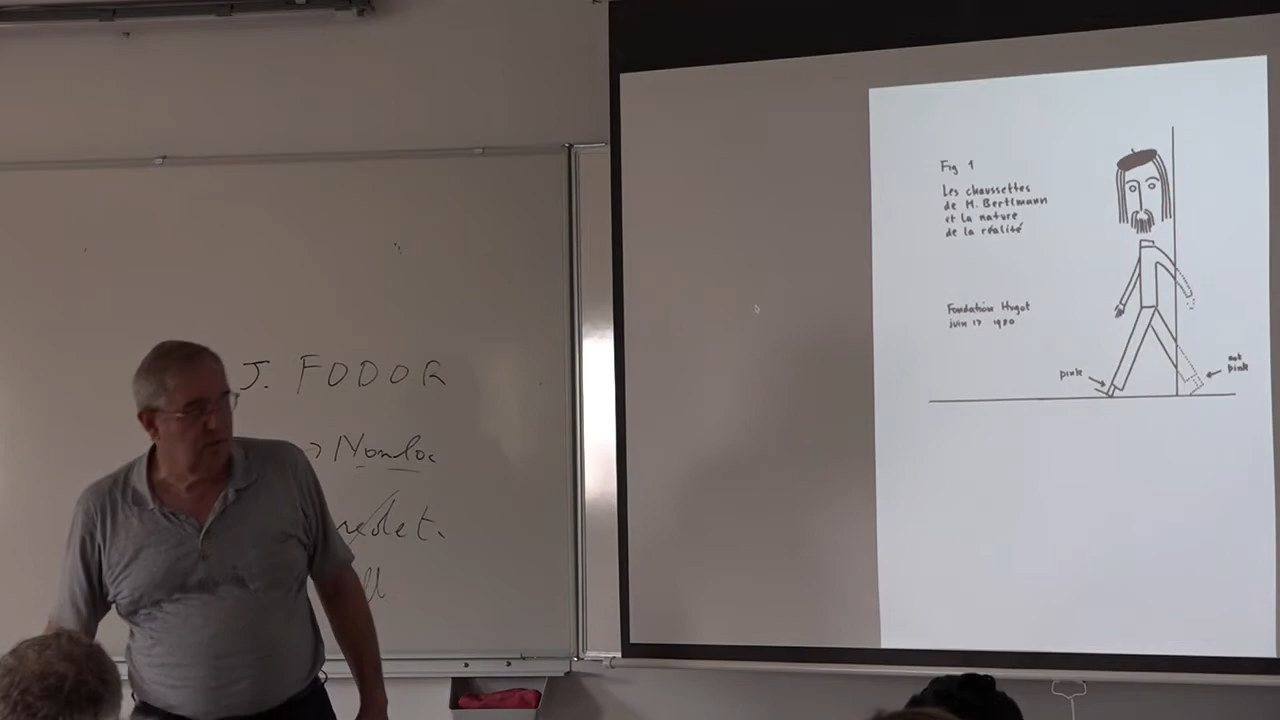 J. FODOR
→ Nonloc
Fig 1
Les chaussettes
de M. Bertlmann
et la nature
de la réalité
Fondation Hugot
juin 17 1980
pink
not
pink